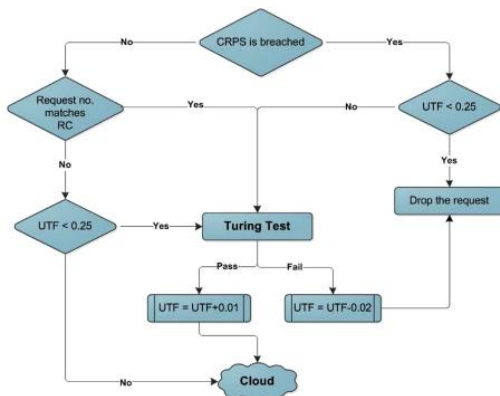 CRPS is breached
No
Yes
Request no.
matches
RC
Yes
No
UTF < 0.25
No
Yes
UTF < 0.25
Yes
Turing Test
Drop the request
Pass
Fail
UTF = UTF+0.01
UTF = UTF-0.02
No
Cloud